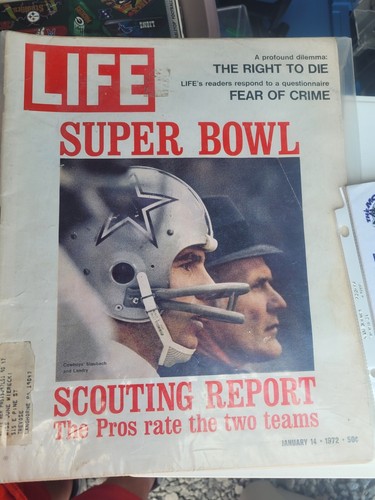 LIFE
A profound dilemma:
THE RIGHT TO DIE
LIFE's readers respond to a questionnaire
FEAR OF CRIME
SUPER BOWL
Cowboys' Staubach
and Landry
SCOUTING REPORT
The Pros rate the two teams
JANUARY 14 • 1972 • 50¢